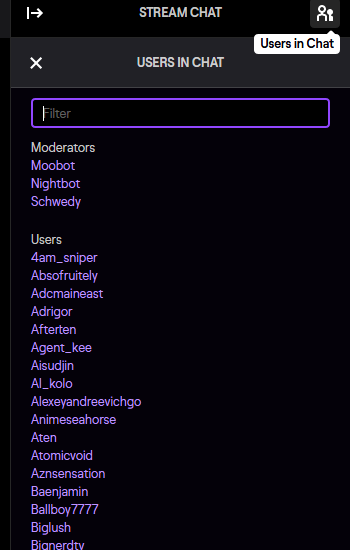 STREAM CHAT
Users in Chat
USERS IN CHAT
Filter
Moderators
Moobot
Nightbot
Schwedy
Users
4am_sniper
Absofruitely
Adcmaineast
Adrigor
Afterten
Agent_kee
Aisudjin
Al_kolo
Alexeyandreevichgo
Animeseahorse
Aten
Atomicvoid
Aznsensation
Baenjamin
Ballboy7777
Biglush
Bignerdty